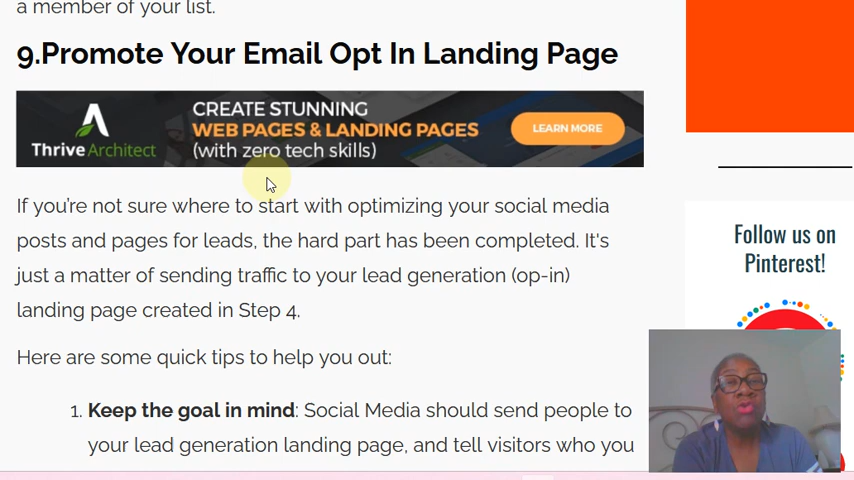 a member of your list.
9.Promote Your Email Opt In Landing Page
Thrive Architect
CREATE STUNNING
WEB PAGES & LANDING PAGES
(with zero tech skills)
LEARN MORE
If you're not sure where to start with optimizing your social media
posts and pages for leads, the hard part has been completed. It's
just a matter of sending traffic to your lead generation (op-in)
landing page created in Step 4.
Here are some quick tips to help you out:
1. Keep the goal in mind: Social Media should send people to
your lead generation landing page, and tell visitors who you
Follow us on
Pinterest!